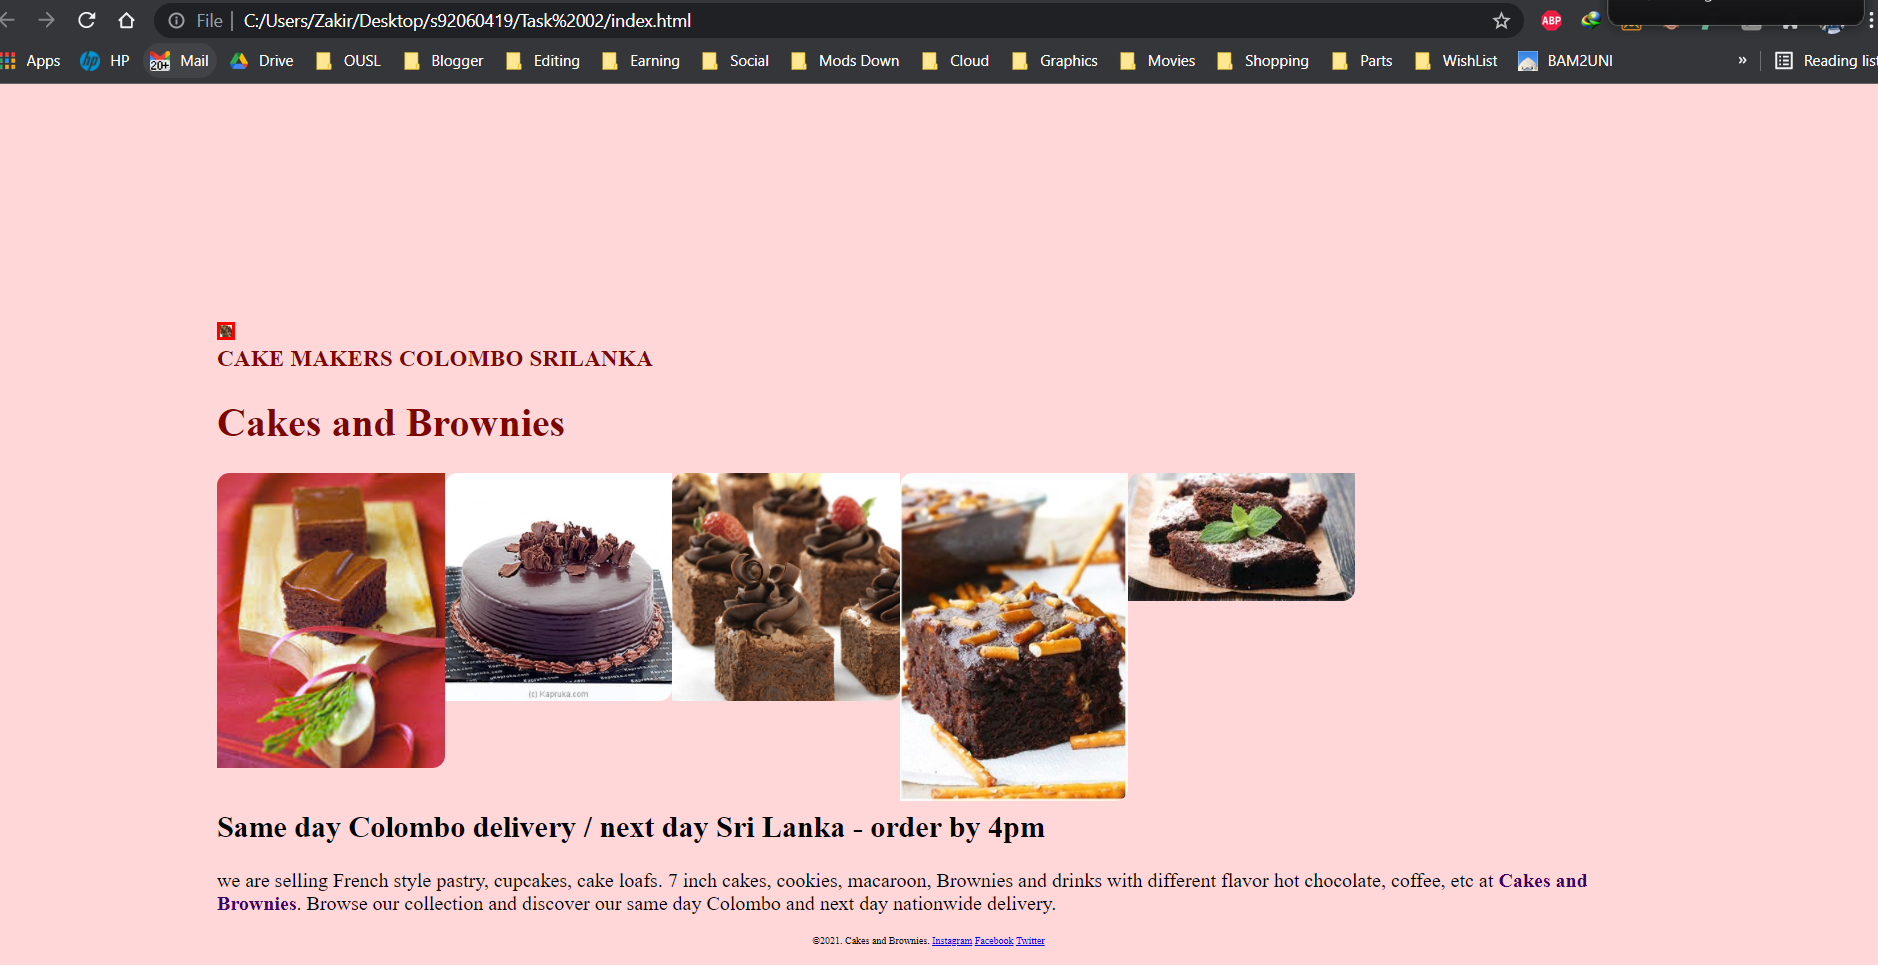 File | C:/Users/Zakir/Desktop/s92060419/Task%2002/index.html
ABP
Apps HP 20+ Mail Drive OUSL Blogger Editing Earning Social Mods Down Cloud Graphics Movies Shopping Parts WishList BAM2UNI » Reading list
CAKE MAKERS COLOMBO SRILANKA
Cakes and Brownies
(c) Kapruka.com
Same day Colombo delivery / next day Sri Lanka - order by 4pm
we are selling French style pastry, cupcakes, cake loafs. 7 inch cakes, cookies, macaroon, Brownies and drinks with different flavor hot chocolate, coffee, etc at Cakes and
Brownies. Browse our collection and discover our same day Colombo and next day nationwide delivery.
©2021. Cakes and Brownies. Instagram Facebook Twitter